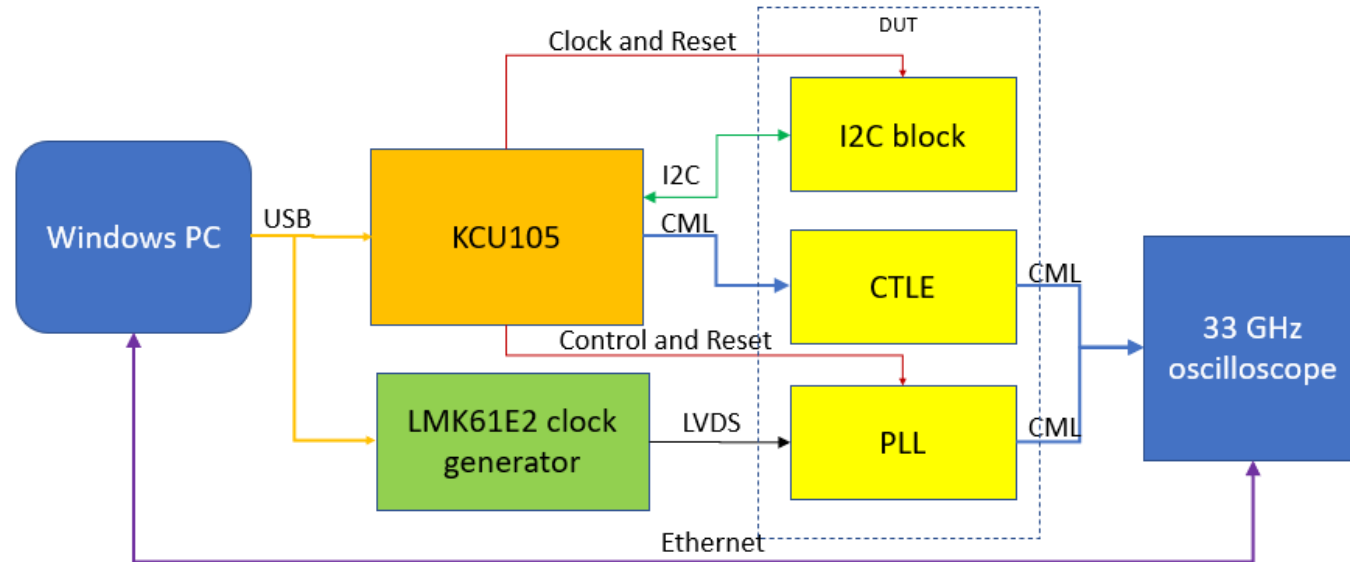 DUT
Clock and Reset
I2C block
I2C
USB
Windows PC
KCU105
CML
CTLE
CML
33 GHz
oscilloscope
Control and Reset
LMK61E2 clock
generator
LVDS
PLL
CML
Ethernet